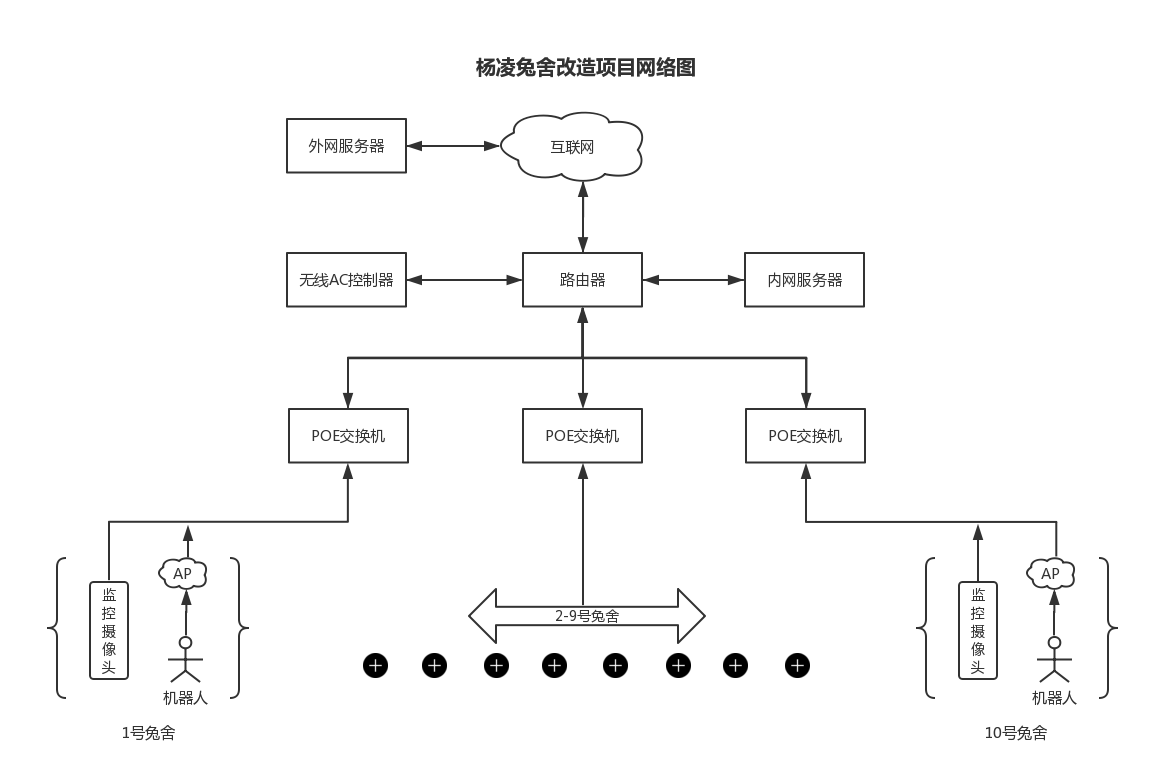 杨凌兔舍改造项目网络图
外网服务器
互联网
无线AC控制器
路由器
内网服务器
POE交换机
POE交换机
POE交换机
AP
监控摄像头
机器人
1号兔舍
2-9号兔舍
AP
监控摄像头
机器人
10号兔舍